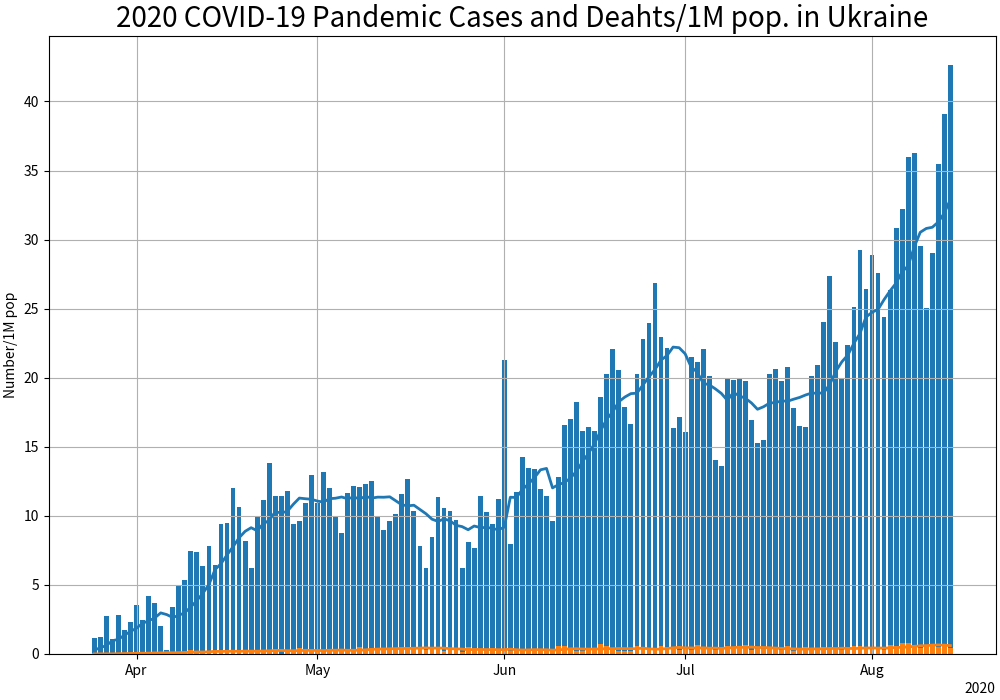 2020 COVID-19 Pandemic Cases and Deahts/1M pop. in Ukraine
Number/1M pop
40
35
30
25
20
15
10
5
0
Apr
May
Jun
Jul
Aug
2020